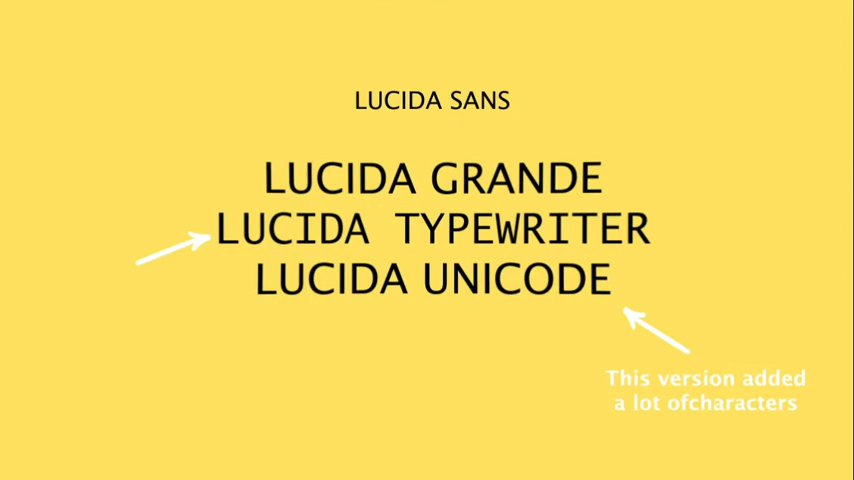 LUCIDA SANS
LUCIDA GRANDE
LUCIDA TYPEWRITER
LUCIDA UNICODE
This version added
a lot ofcharacters